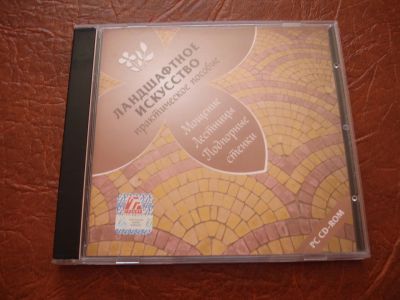 ЛАНДШАФТНОЕ
ИСКУССТВО
практическое пособие
Мощение
Лестницы
Подпорные
стенки
PC CD-ROM